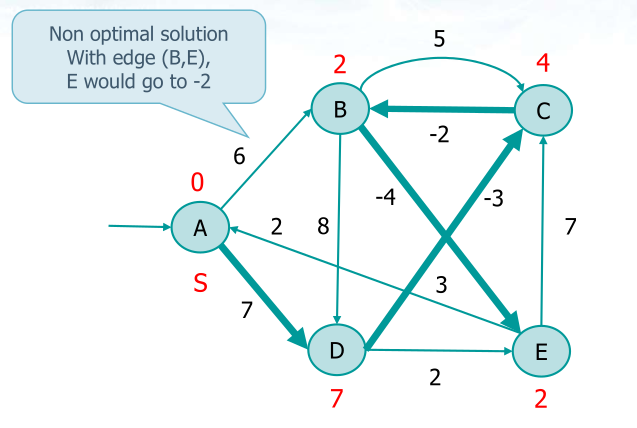 Non optimal solution
With edge (B,E),
E would go to -2
5
2
4
B
C
-2
6
0
-4
-3
A
2
8
7
S
3
7
D
E
2
7
2